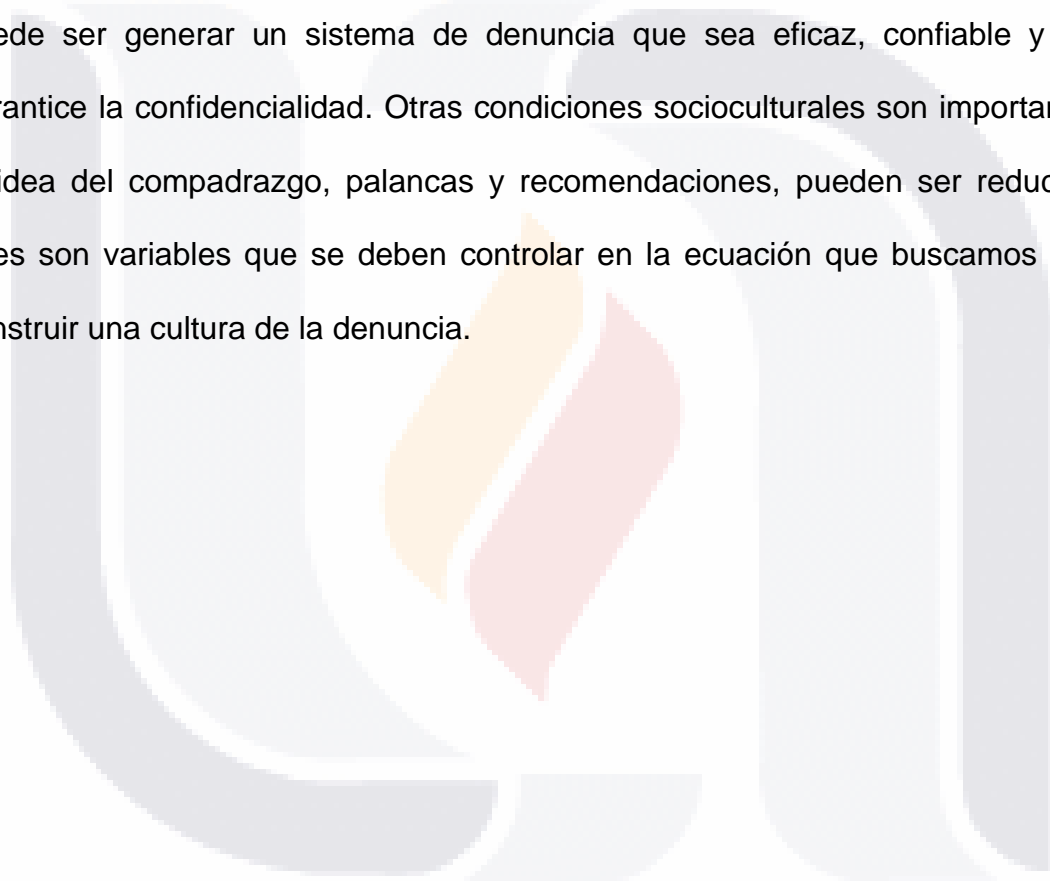 ede ser generar un sistema de denuncia que sea eficaz, confiable y
rantice la confidencialidad. Otras condiciones socioculturales son importar
idea del compadrazgo, palancas y recomendaciones, pueden ser reduc
es son variables que se deben controlar en la ecuación que buscamos
nstruir una cultura de la denuncia.